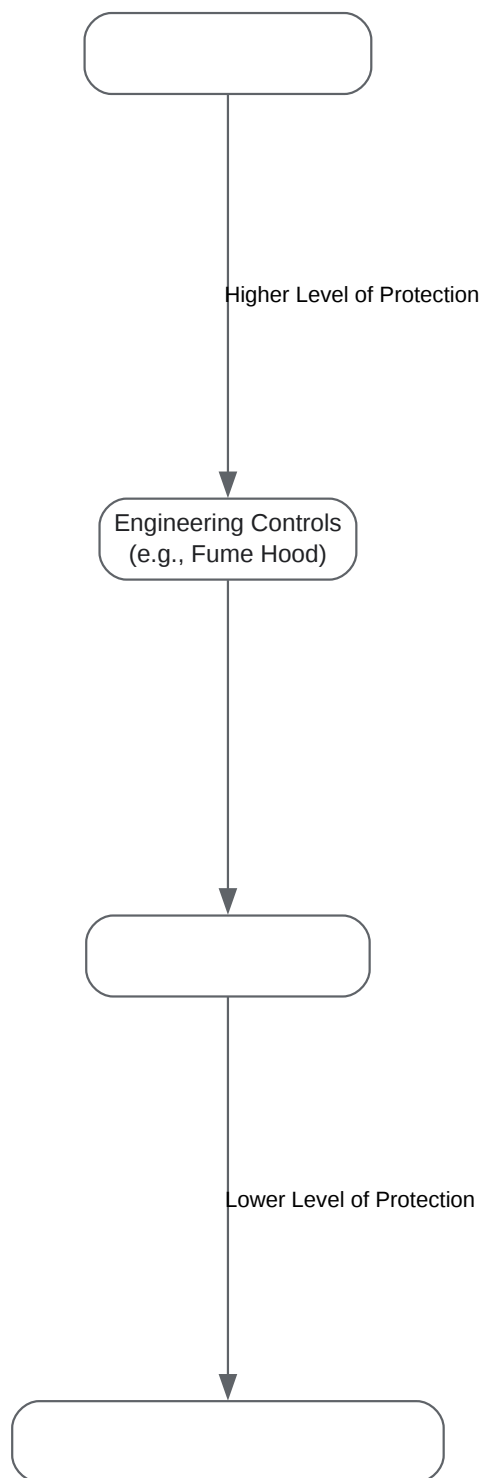 Higher Level of Protection
Engineering Controls
(e.g., Fume Hood)
Lower Level of Protection